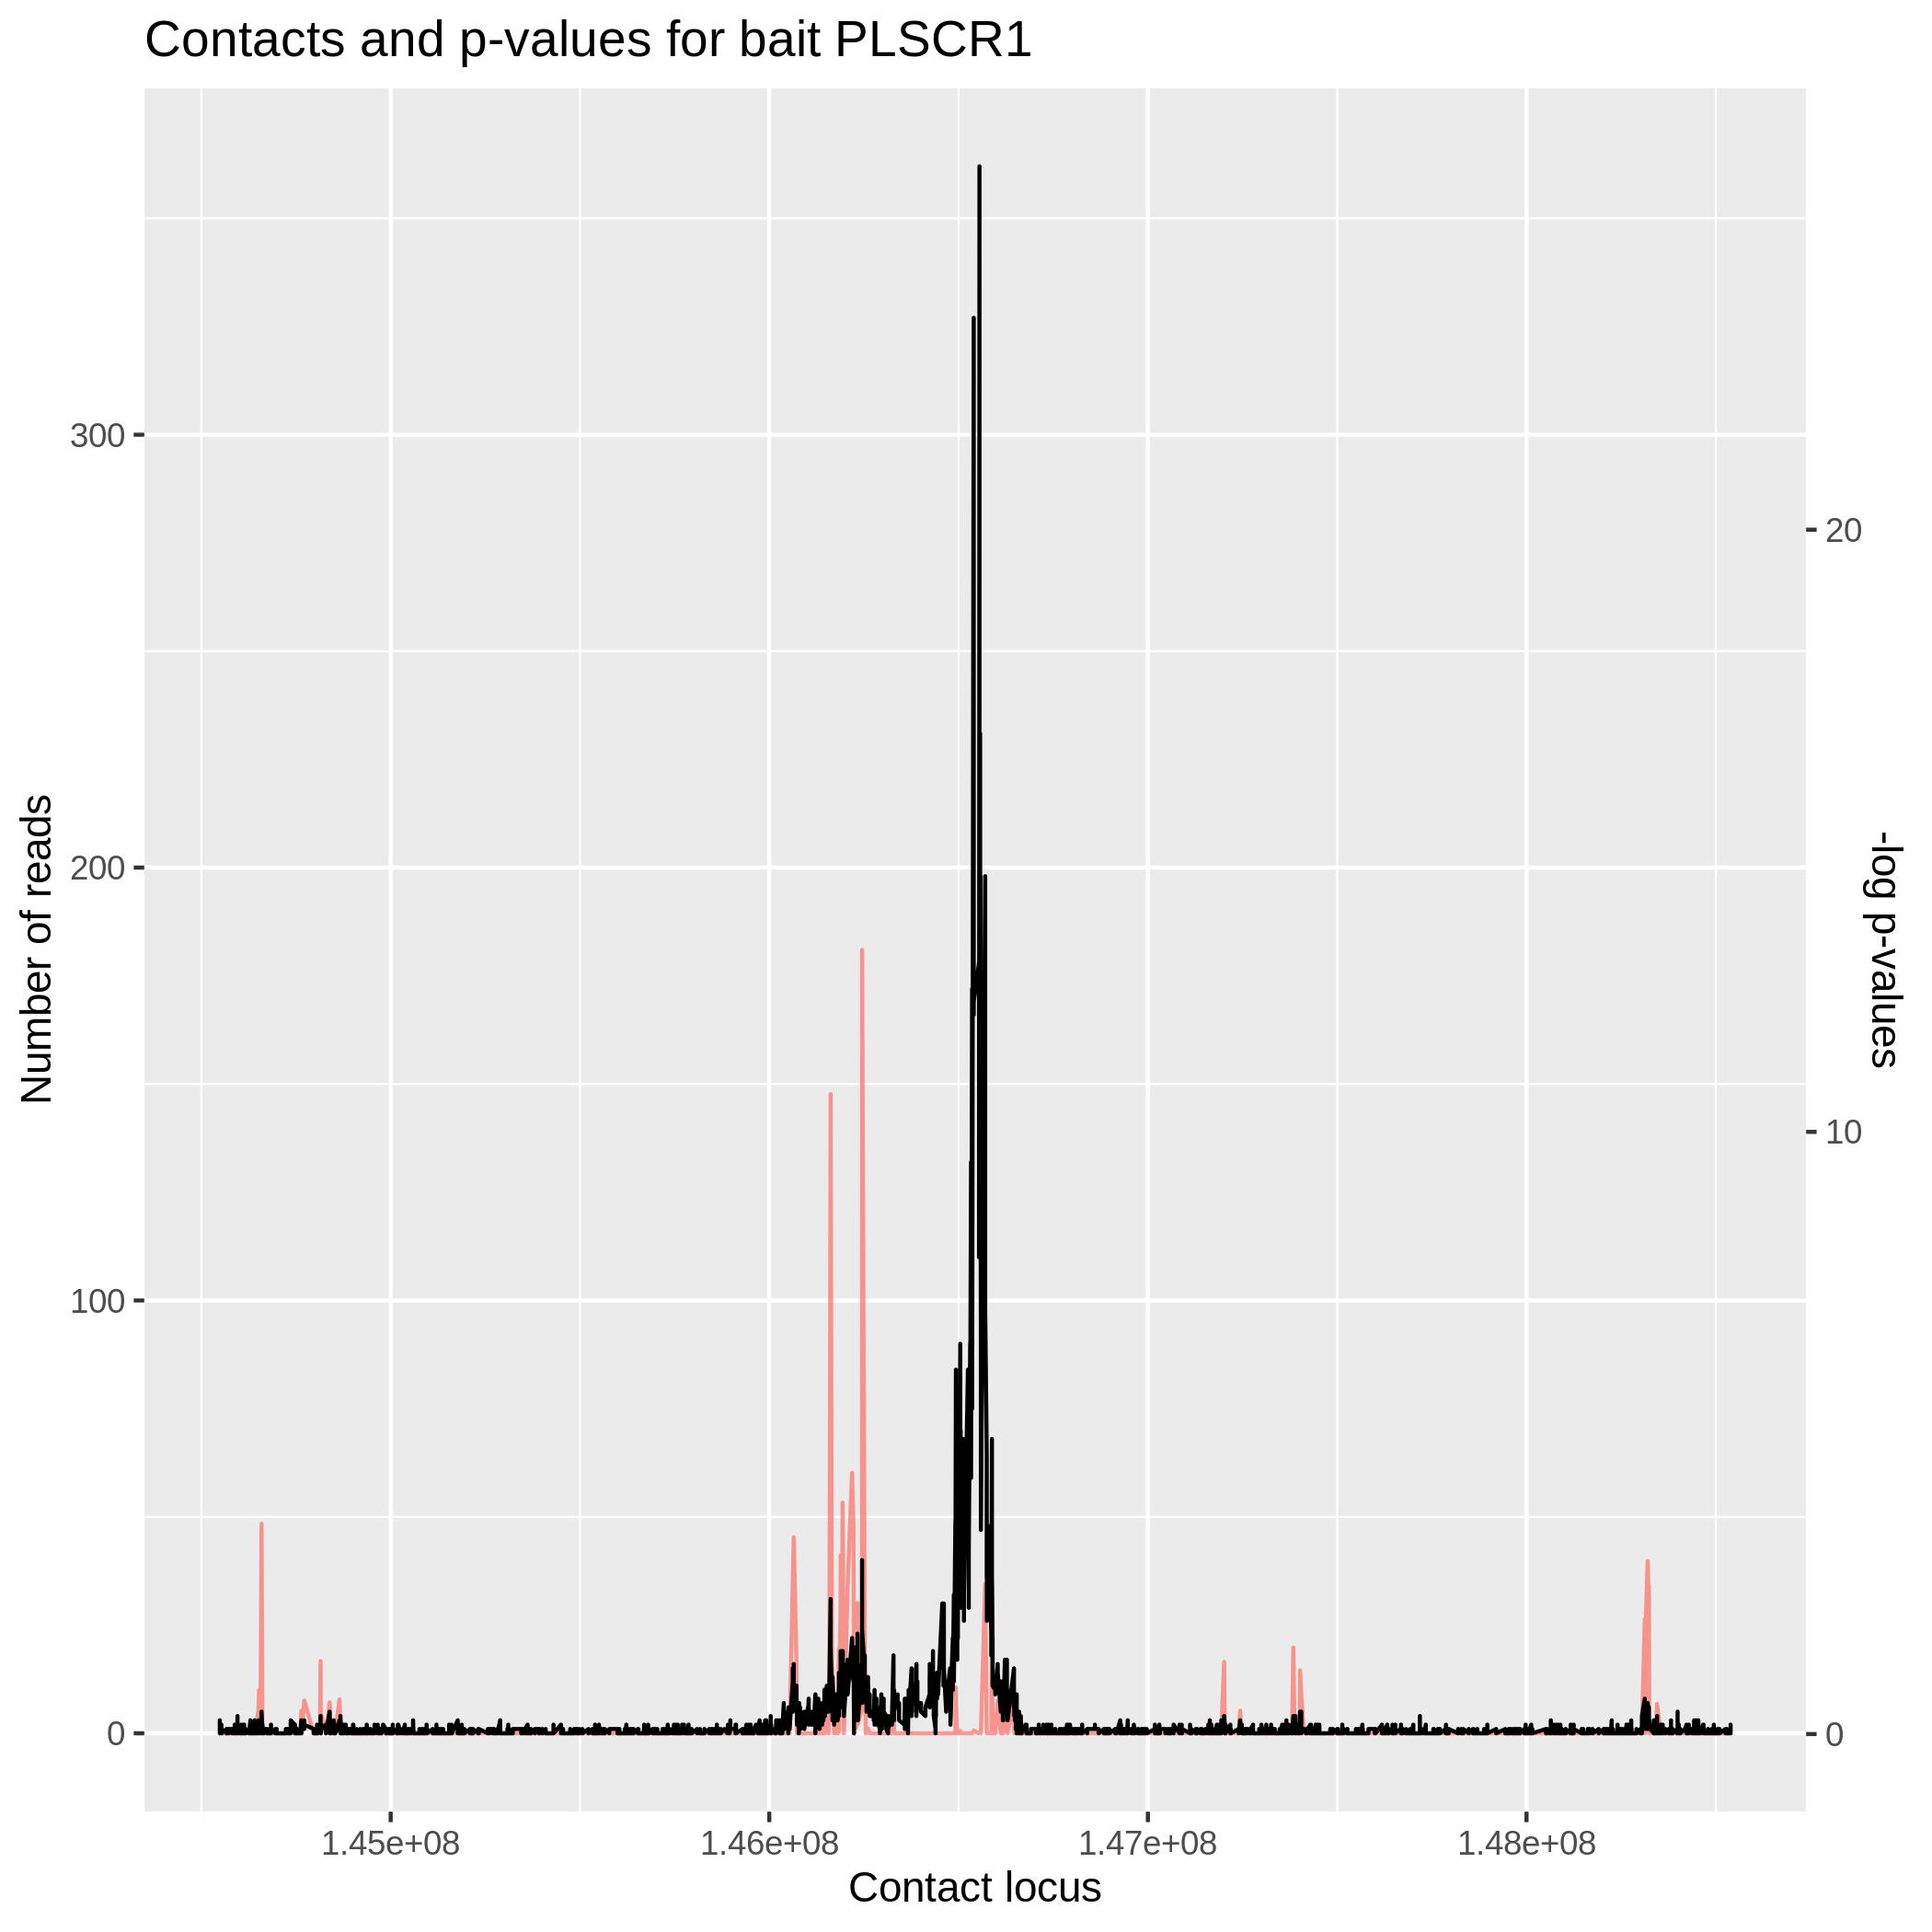 Contacts and p-values for bait PLSCR1
Number of reads
300
200
100
0
20
10
0
-log p-values
1.45e+08
1.46e+08
1.47e+08
1.48e+08
Contact locus